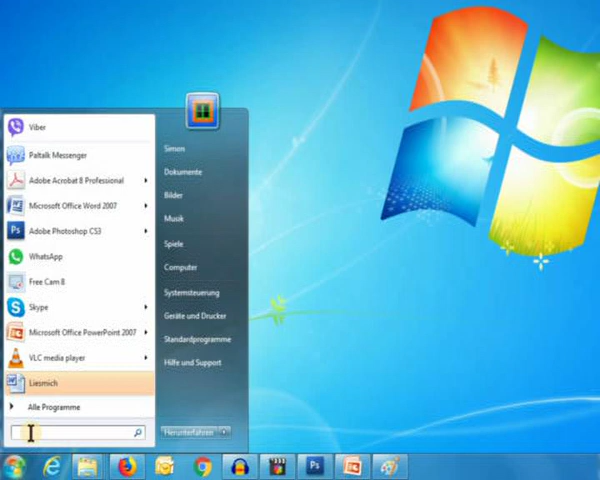 Viber
Paltalk Messenger
Adobe Acrobat 8 Professional
Microsoft Office Word 2007
Adobe Photoshop CS3
WhatsApp
Free Cam 8
Skype
Microsoft Office PowerPoint 2007
VLC media player
Liesmich
Alle Programme
Simon
Dokumente
Bilder
Musik
Spiele
Computer
Systemsteuerung
Geräte und Drucker
Standardprogramme
Hilfe und Support
Herunterfahren
Ps
Ps